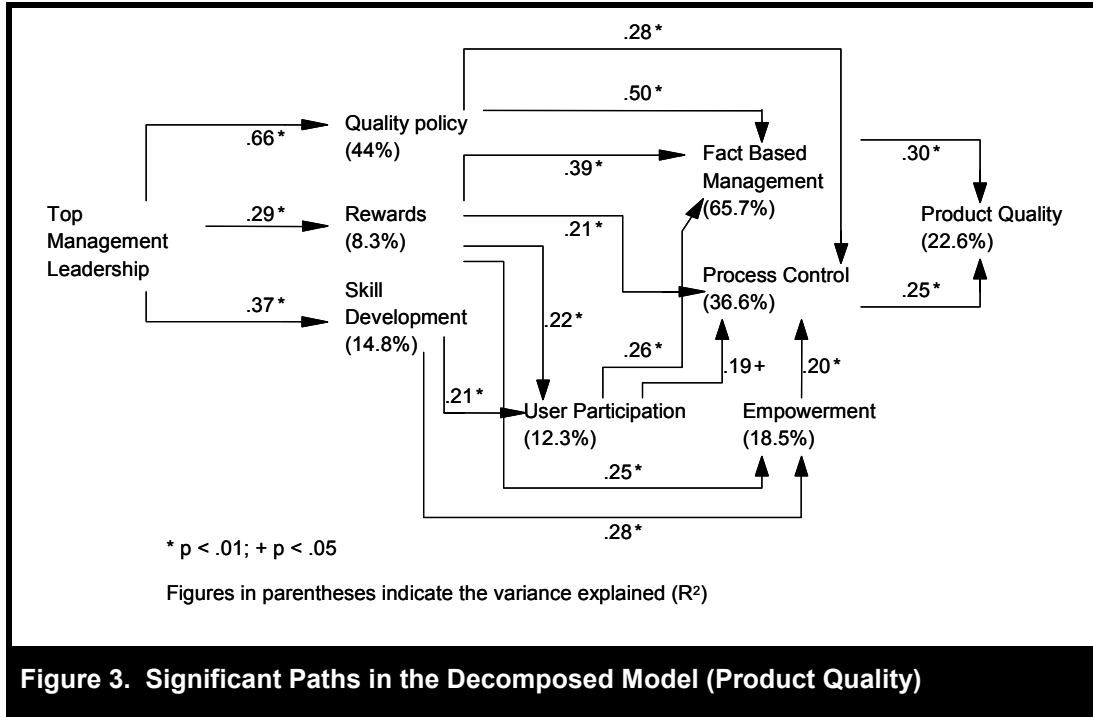 .28*
.50*
.66*
Quality policy
(44%)
.39*
Fact Based
Management
(65.7%)
.30*
Top
Management
Leadership
.29*
Rewards
(8.3%)
.21*
Product Quality
(22.6%)
.37*
Skill
Development
(14.8%)
.22*
Process Control
(36.6%)
.25*
.26*
.19+
.20*
.21*
User Participation
(12.3%)
Empowerment
(18.5%)
.25*
.28*
* p < .01; + p < .05
Figures in parentheses indicate the variance explained (R²)
Figure 3. Significant Paths in the Decomposed Model (Product Quality)